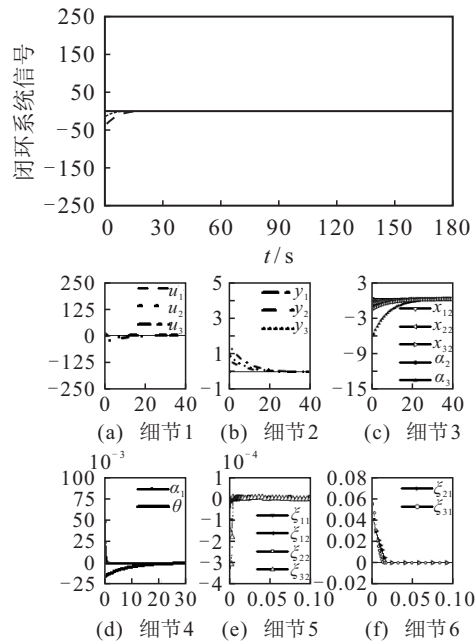 250
150
50
−50
−150
−250
闭环系统信号
0 30 60 90 120 150 180
t/s
250
125
0
−125
−250
u₁
u₂
u₃
0 20 40
(a) 细节1
5
3
1
−1
y₁
y₂
y₃
0 20 40
(b) 细节2
3
−3
−9
−15
x₁₂
x₂₂
x₃₂
α₂
α₃
0 20 40
(c) 细节3
10⁻³
100
75
50
25
0
−25
α₁
θ
0 10 20 30
(d) 细节4
10⁻⁴
1
0
−1
−2
−3
−4
ξ₁₁
ξ₁₂
ξ₂₂
ξ₃₂
0 0.05 0.10
(e) 细节5
0.08
0.06
0.04
0.02
0
−0.02
ξ₂₁
ξ₃₁
0 0.05 0.10
(f) 细节6